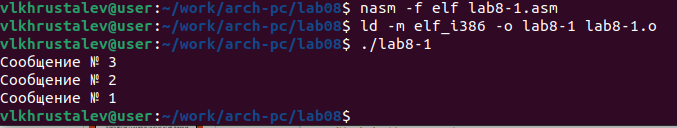 vlkhrustalev@user:~/work/arch-pc/lab08$ nasm -f elf lab8-1.asm
vlkhrustalev@user:~/work/arch-pc/lab08$ ld -m elf_i386 -o lab8-1 lab8-1.o
vlkhrustalev@user:~/work/arch-pc/lab08$ ./lab8-1
Сообщение № 3
Сообщение № 2
Сообщение № 1
vlkhrustalev@user:~/work/arch-pc/lab08$